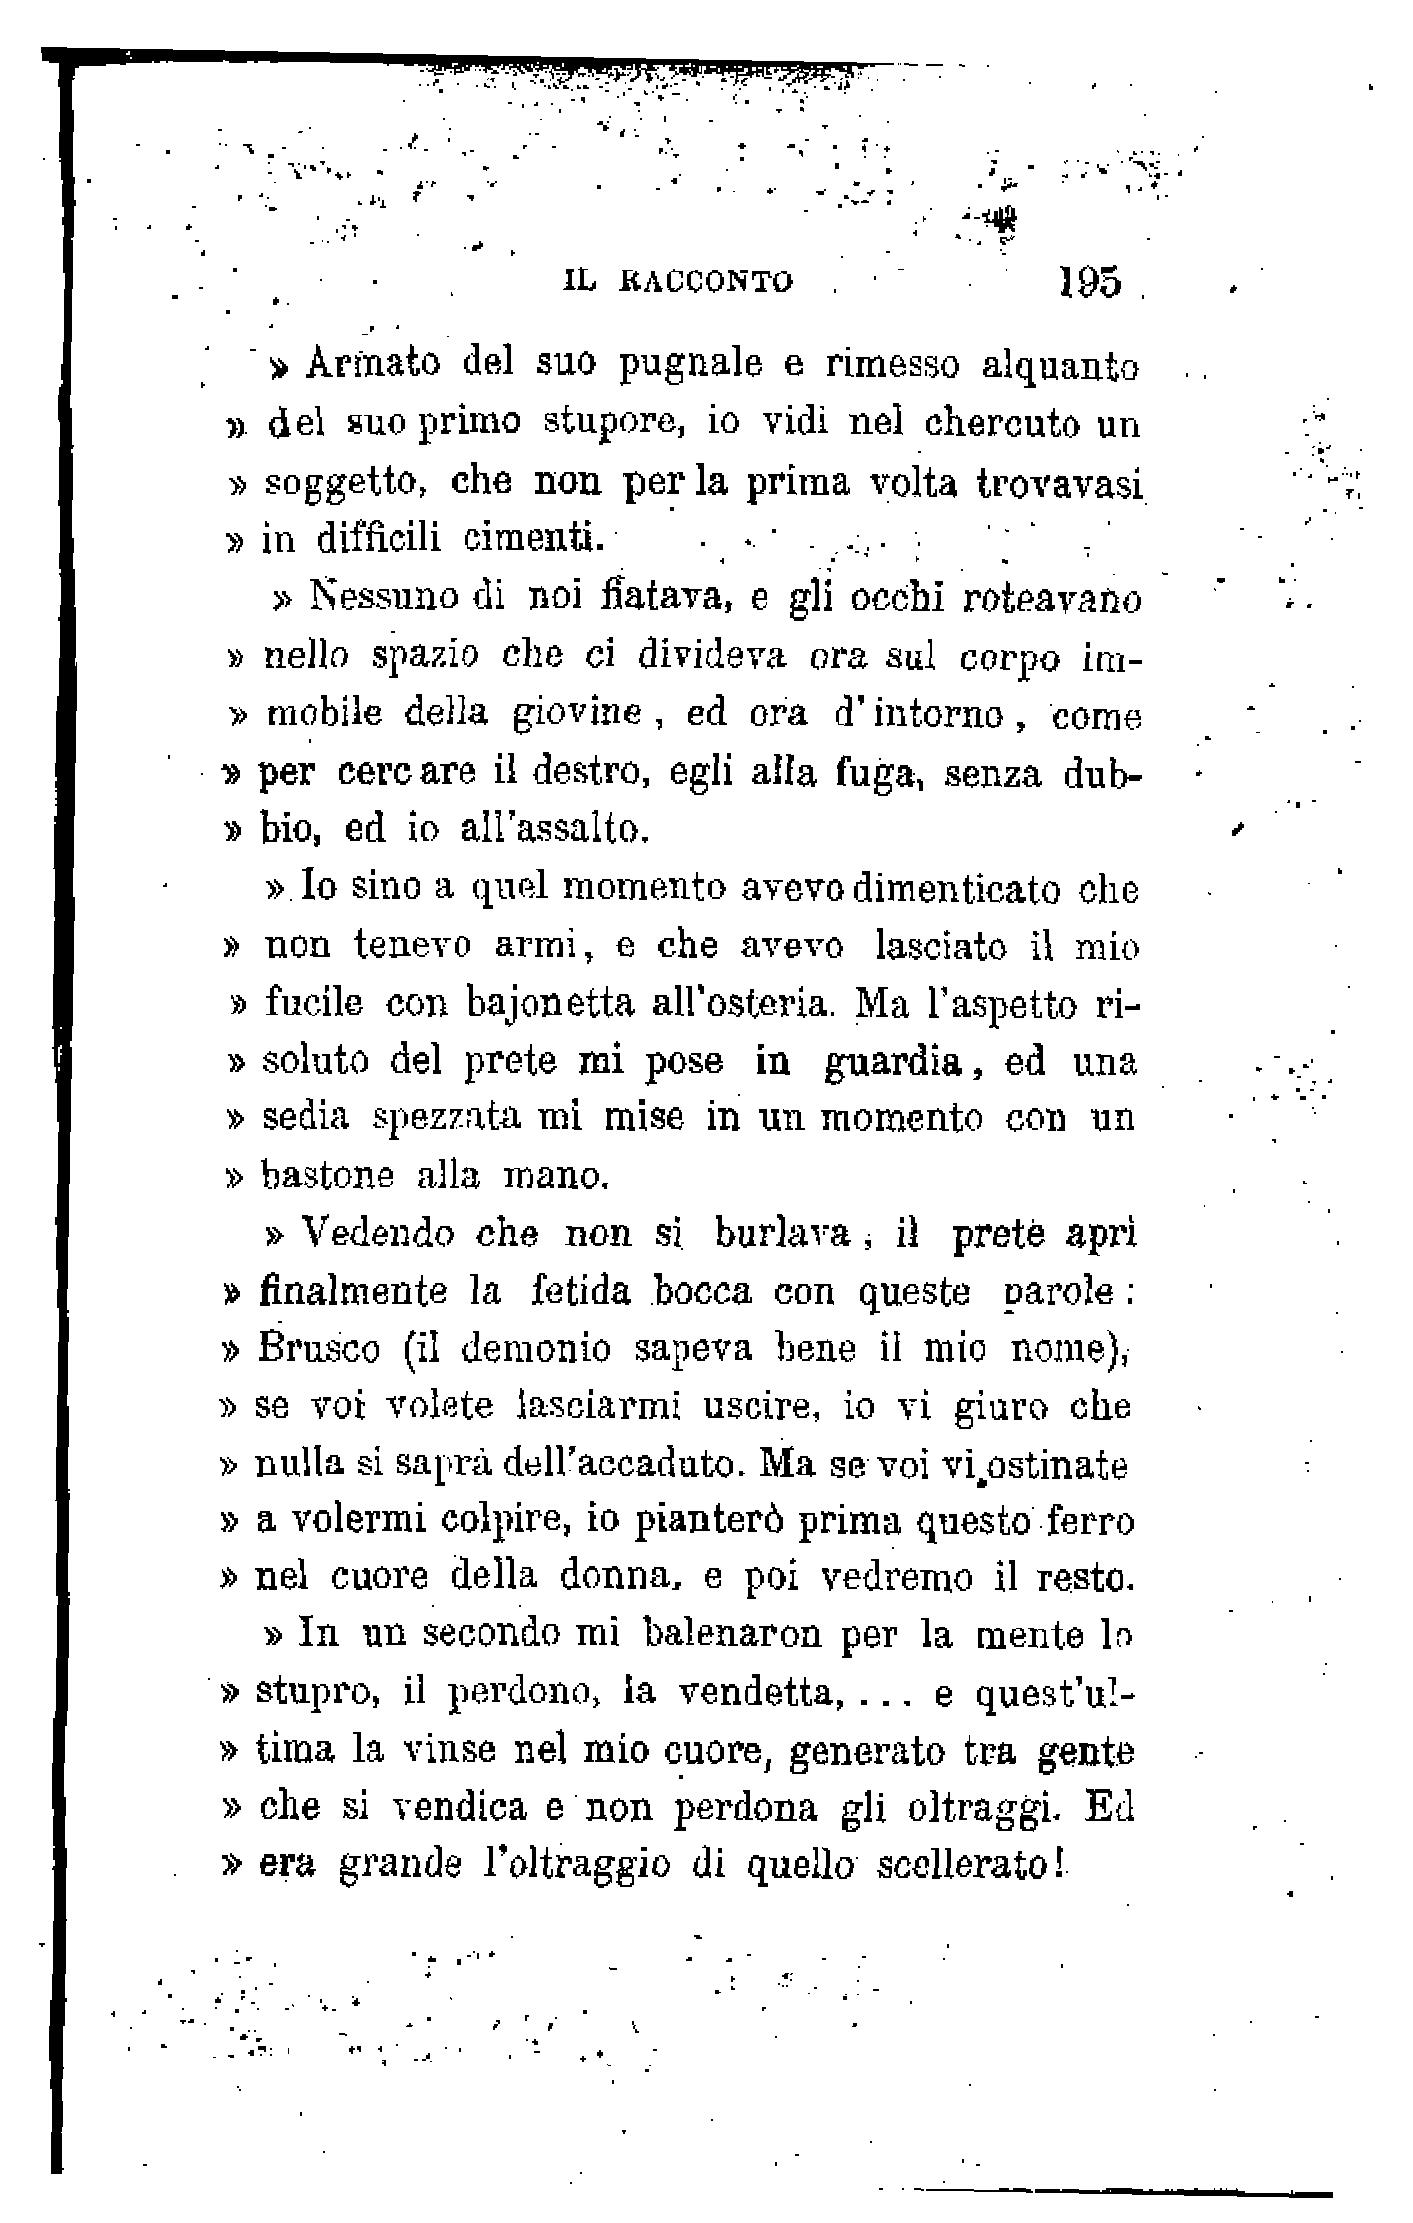 IL RACCONTO 195
» Armato del suo pugnale e rimesso alquanto
» del suo primo stupore, io vidi nel chercuto un
» soggetto, che non per la prima volta trovavasi
» in difficili cimenti.
» Nessuno di noi fiatava, e gli occhi roteavano
» nello spazio che ci divideva ora sul corpo im-
» mobile della giovine, ed ora d'intorno, come
» per cercare il destro, egli alla fuga, senza dub-
» bio, ed io all'assalto.
» Io sino a quel momento avevo dimenticato che
» non tenevo armi, e che avevo lasciato il mio
» fucile con bajonetta all'osteria. Ma l'aspetto ri-
» soluto del prete mi pose in guardia, ed una
» sedia spezzata mi mise in un momento con un
» bastone alla mano.
» Vedendo che non si burlava, il prete aprì
» finalmente la fetida bocca con queste parole:
» Brusco (il demonio sapeva bene il mio nome),
» se voi volete lasciarmi uscire, io vi giuro che
» nulla si saprà dell'accaduto. Ma se voi vi ostinate
» a volermi colpire, io pianterò prima questo ferro
» nel cuore della donna, e poi vedremo il resto.
» In un secondo mi balenaron per la mente lo
» stupro, il perdono, la vendetta, . . . e quest'ul-
» tima la vinse nel mio cuore, generato tra gente
» che si vendica e non perdona gli oltraggi. Ed
» era grande l'oltraggio di quello scellerato!